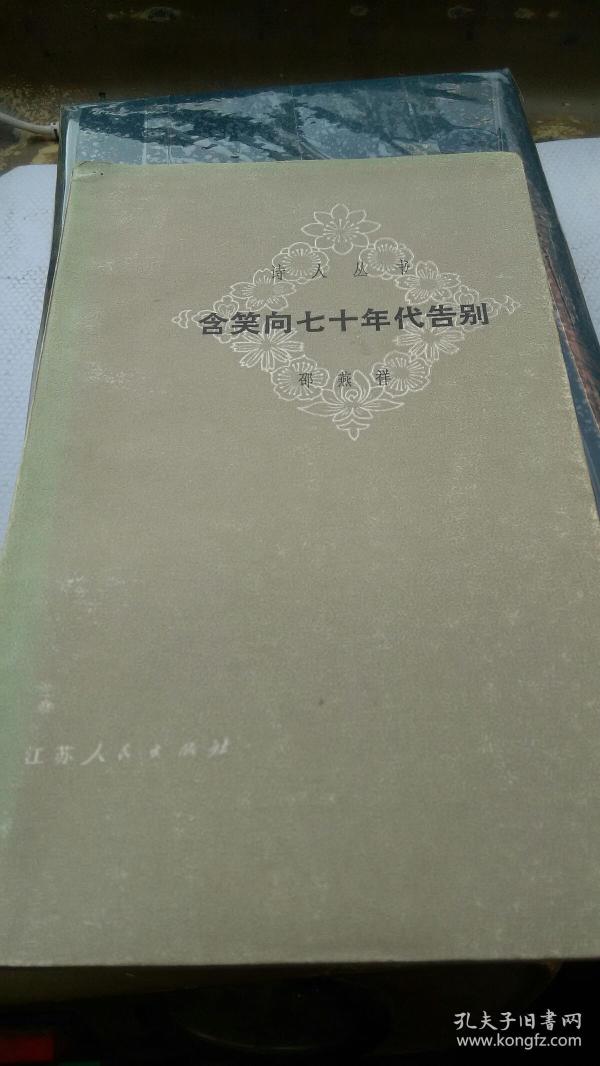 诗人丛书
含笑向七十年代告别
邵燕祥
江苏人民出版社
孔夫子旧書网
www.kongfz.com